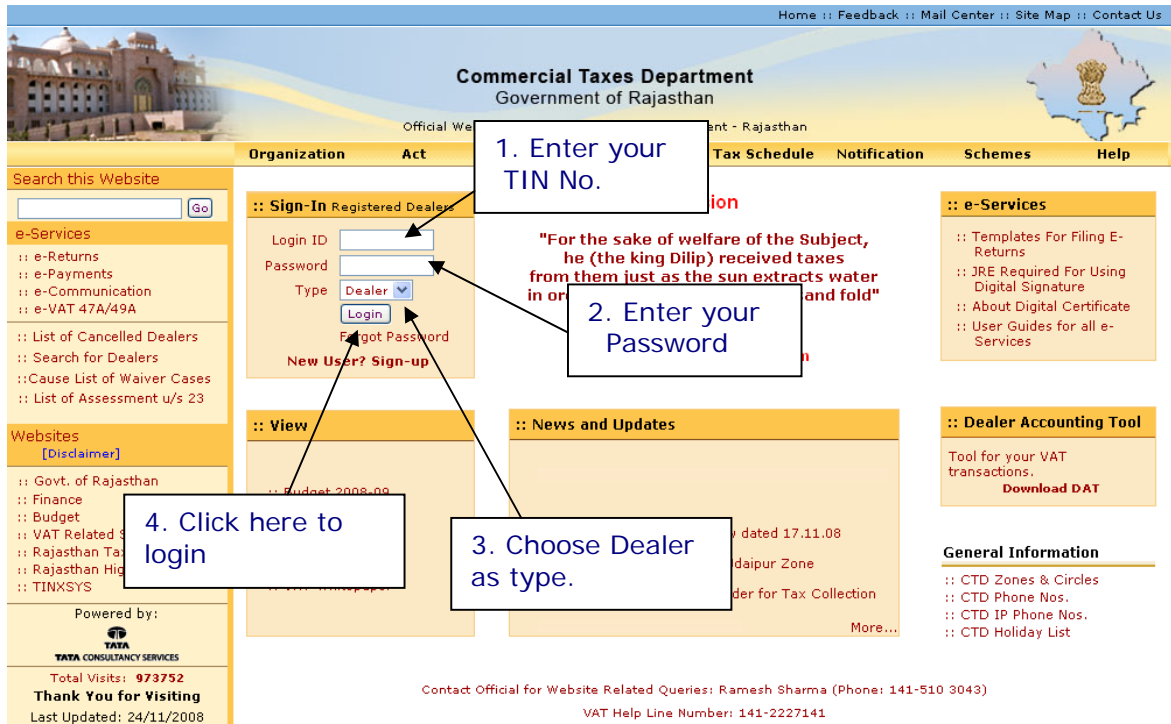 Home :: Feedback :: Mail Center :: Site Map :: Contact Us
Commercial Taxes Department
Government of Rajasthan
Official We
ent - Rajasthan
Organization Act Tax Schedule Notification Schemes Help
1. Enter your
TIN No.
Search this Website
Go
e-Services
:: e-Returns
:: e-Payments
:: e-Communication
:: e-VAT 47A/49A
:: List of Cancelled Dealers
:: Search for Dealers
::Cause List of Waiver Cases
:: List of Assessment u/s 23
Websites
[Disclaimer]
:: Govt. of Rajasthan
:: Finance
:: Budget
:: VAT Related
:: Rajasthan
:: Rajasthan
:: TINXSYS
Powered by:
TATA
TATA CONSULTANCY SERVICES
Total Visits: 973752
Thank You for Visiting
Last Updated: 24/11/2008
:: Sign-In Registered Dealers
Login ID
Password
Type Dealer
Login
Forgot Password
New User? Sign-up
"For the sake of welfare of the Subject,
he (the king Dilip) received taxes
from them just as the sun extracts water
in and fold"
2. Enter your
Password
:: e-Services
:: Templates For Filing E-
Returns
:: JRE Required For Using
Digital Signature
:: About Digital Certificate
:: User Guides for all e-
Services
:: View
:: Budget 2008-09
4. Click here to
login
:: News and Updates
dated 17.11.08
Zone
for Tax Collection
More...
3. Choose Dealer
as type.
:: Dealer Accounting Tool
Tool for your VAT
transactions.
Download DAT
General Information
:: CTD Zones & Circles
:: CTD Phone Nos.
:: CTD IP Phone Nos.
:: CTD Holiday List
Contact Official for Website Related Queries: Ramesh Sharma (Phone: 141-510 3043)
VAT Help Line Number: 141-2227141